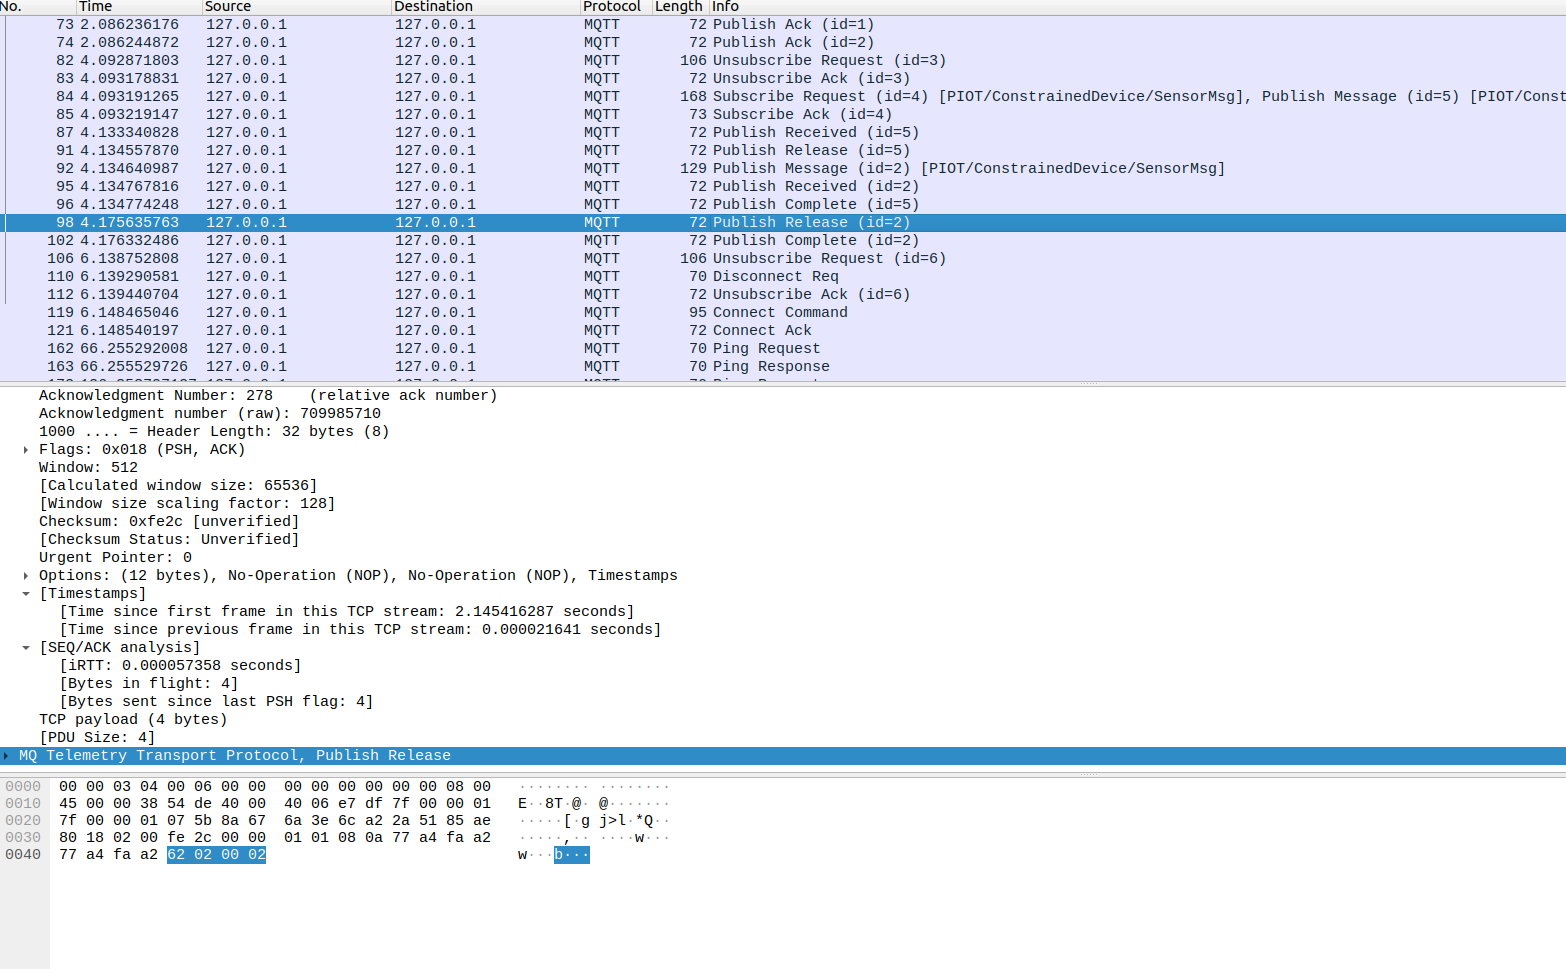 No. Time Source Destination Protocol Length Info
73 2.086236176 127.0.0.1 127.0.0.1 MQTT 72 Publish Ack (id=1)
74 2.086244872 127.0.0.1 127.0.0.1 MQTT 72 Publish Ack (id=2)
82 4.092871803 127.0.0.1 127.0.0.1 MQTT 106 Unsubscribe Request (id=3)
83 4.093178831 127.0.0.1 127.0.0.1 MQTT 72 Unsubscribe Ack (id=3)
84 4.093191265 127.0.0.1 127.0.0.1 MQTT 168 Subscribe Request (id=4) [PIOT/ConstrainedDevice/SensorMsg], Publish Message (id=5) [PIOT/Const
85 4.093219147 127.0.0.1 127.0.0.1 MQTT 73 Subscribe Ack (id=4)
87 4.133340828 127.0.0.1 127.0.0.1 MQTT 72 Publish Received (id=5)
91 4.134557870 127.0.0.1 127.0.0.1 MQTT 72 Publish Release (id=5)
92 4.134640987 127.0.0.1 127.0.0.1 MQTT 129 Publish Message (id=2) [PIOT/ConstrainedDevice/SensorMsg]
95 4.134767816 127.0.0.1 127.0.0.1 MQTT 72 Publish Received (id=2)
96 4.134774248 127.0.0.1 127.0.0.1 MQTT 72 Publish Complete (id=5)
98 4.175635763 127.0.0.1 127.0.0.1 MQTT 72 Publish Release (id=2)
102 4.176332486 127.0.0.1 127.0.0.1 MQTT 72 Publish Complete (id=2)
106 6.138752808 127.0.0.1 127.0.0.1 MQTT 106 Unsubscribe Request (id=6)
110 6.139290581 127.0.0.1 127.0.0.1 MQTT 70 Disconnect Req
112 6.139440704 127.0.0.1 127.0.0.1 MQTT 72 Unsubscribe Ack (id=6)
119 6.148465046 127.0.0.1 127.0.0.1 MQTT 95 Connect Command
121 6.148540197 127.0.0.1 127.0.0.1 MQTT 72 Connect Ack
162 66.255292008 127.0.0.1 127.0.0.1 MQTT 70 Ping Request
163 66.255529726 127.0.0.1 127.0.0.1 MQTT 70 Ping Response
Acknowledgment Number: 278 (relative ack number)
Acknowledgment number (raw): 709985710
1000 .... = Header Length: 32 bytes (8)
Flags: 0x018 (PSH, ACK)
Window: 512
[Calculated window size: 65536]
[Window size scaling factor: 128]
Checksum: 0xfe2c [unverified]
[Checksum Status: Unverified]
Urgent Pointer: 0
Options: (12 bytes), No-Operation (NOP), No-Operation (NOP), Timestamps
[Timestamps]
[Time since first frame in this TCP stream: 2.145416287 seconds]
[Time since previous frame in this TCP stream: 0.000021641 seconds]
[SEQ/ACK analysis]
[iRTT: 0.000057358 seconds]
[Bytes in flight: 4]
[Bytes sent since last PSH flag: 4]
TCP payload (4 bytes)
[PDU Size: 4]
MQ Telemetry Transport Protocol, Publish Release
0000 00 00 03 04 00 06 00 00 00 00 00 00 00 00 08 00 ········ ········
0010 45 00 00 38 54 de 40 00 40 06 e7 df 7f 00 00 01 E··8T·@· @·······
0020 7f 00 00 01 07 5b 8a 67 6a 3e 6c a2 2a 51 85 ae ·····[·g j>l·*Q··
0030 80 18 02 00 fe 2c 00 00 01 01 08 0a 77 a4 fa a2 ·····,·· ····w···
0040 77 a4 fa a2 62 02 00 02 w···b···